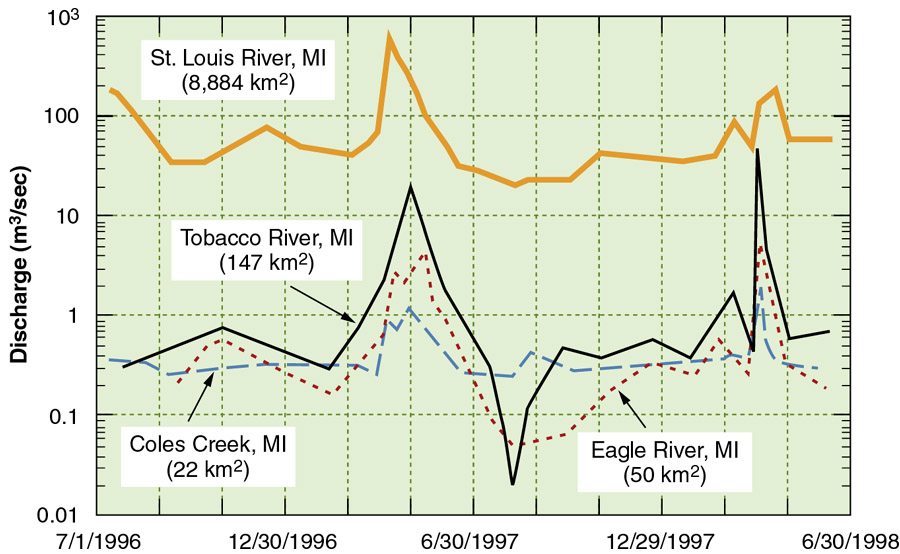 10³
St. Louis River, MI
(8,884 km²)
100
Discharge (m³/sec)
10
Tobacco River, MI
(147 km²)
1
0.1
Coles Creek, MI
(22 km²)
Eagle River, MI
(50 km²)
0.01
7/1/1996 12/30/1996 6/30/1997 12/29/1997 6/30/1998